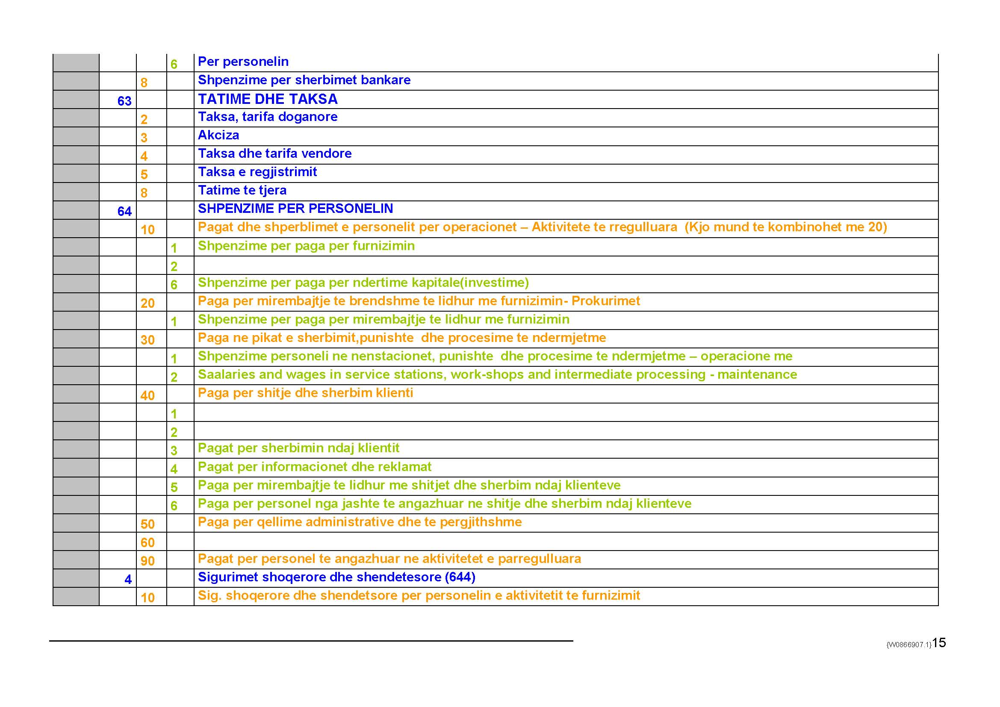 6 Per personelin
8 Shpenzime per sherbimet bankare
63 TATIME DHE TAKSA
2 Taksa, tarifa doganore
3 Akciza
4 Taksa dhe tarifa vendore
5 Taksa e regjistrimit
8 Tatime te tjera
64 SHPENZIME PER PERSONELIN
10 Pagat dhe shperblimet e personelit per operacionet – Aktivitete te rregulluara (Kjo mund te kombinohet me 20)
1 Shpenzime per paga per furnizimin
2
6 Shpenzime per paga per ndertime kapitale(investime)
20 Paga per mirembajtje te brendshme te lidhur me furnizimin- Prokurimet
1 Shpenzime per paga per mirembajtje te lidhur me furnizimin
30 Paga ne pikat e sherbimit,punishte dhe procesime te ndermjetme
1 Shpenzime personeli ne nenstacionet, punishte dhe procesime te ndermjetme – operacione me
2 Saalaries and wages in service stations, work-shops and intermediate processing - maintenance
40 Paga per shitje dhe sherbim klienti
1
2
3 Pagat per sherbimin ndaj klientit
4 Pagat per informacionet dhe reklamat
5 Paga per mirembajtje te lidhur me shitjet dhe sherbim ndaj klienteve
6 Paga per personel nga jashte te angazhuar ne shitje dhe sherbim ndaj klienteve
50 Paga per qellime administrative dhe te pergjithshme
60
90 Pagat per personel te angazhuar ne aktivitetet e parregulluara
4 Sigurimet shoqerore dhe shendetesore (644)
10 Sig. shoqerore dhe shendetsore per personelin e aktivitetit te furnizimit
{W0866907.1}15